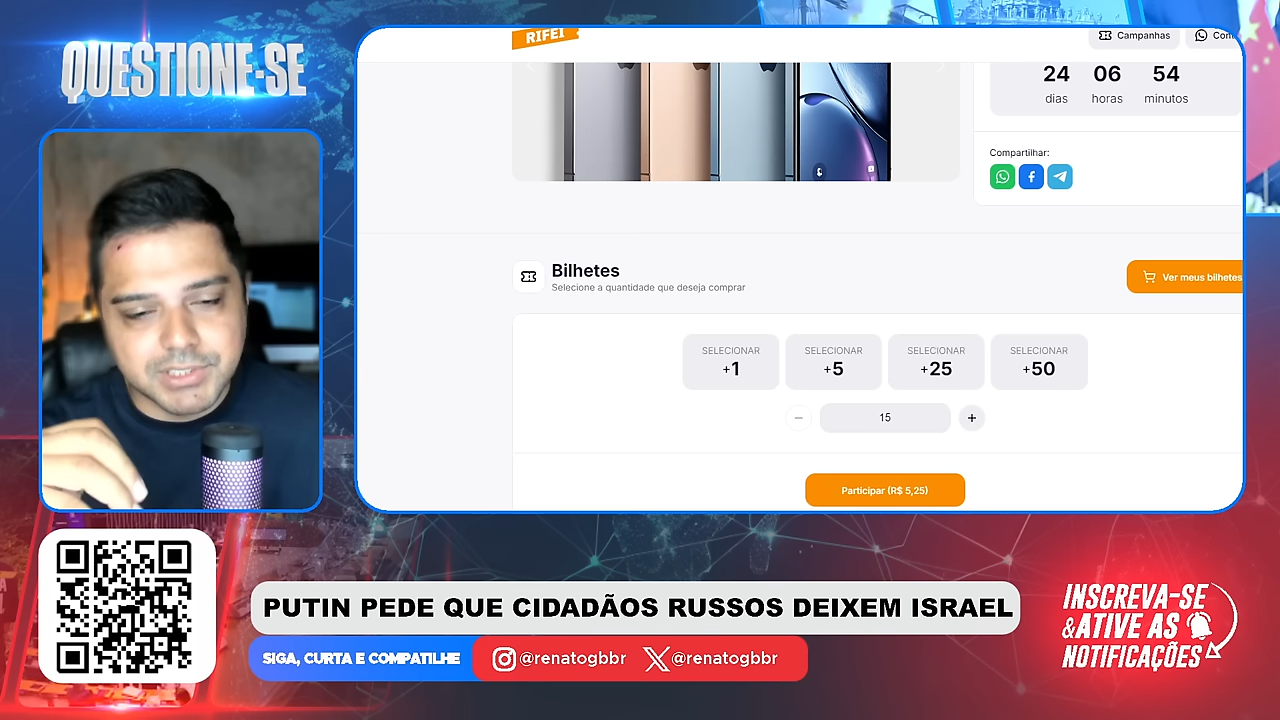 QUESTIONE-SE
RIFEI
Campanhas
24 06 54
dias horas minutos
Compartilhar:
Bilhetes
Selecione a quantidade que deseja comprar
Ver meus bilhetes
SELECIONAR SELECIONAR SELECIONAR SELECIONAR
+1 +5 +25 +50
− 15 +
Participar (R$ 5,25)
PUTIN PEDE QUE CIDADÃOS RUSSOS DEIXEM ISRAEL
SIGA, CURTA E COMPATILHE @renatogbbr @renatogbbr
INSCREVA-SE
&ATIVE AS
NOTIFICAÇÕES